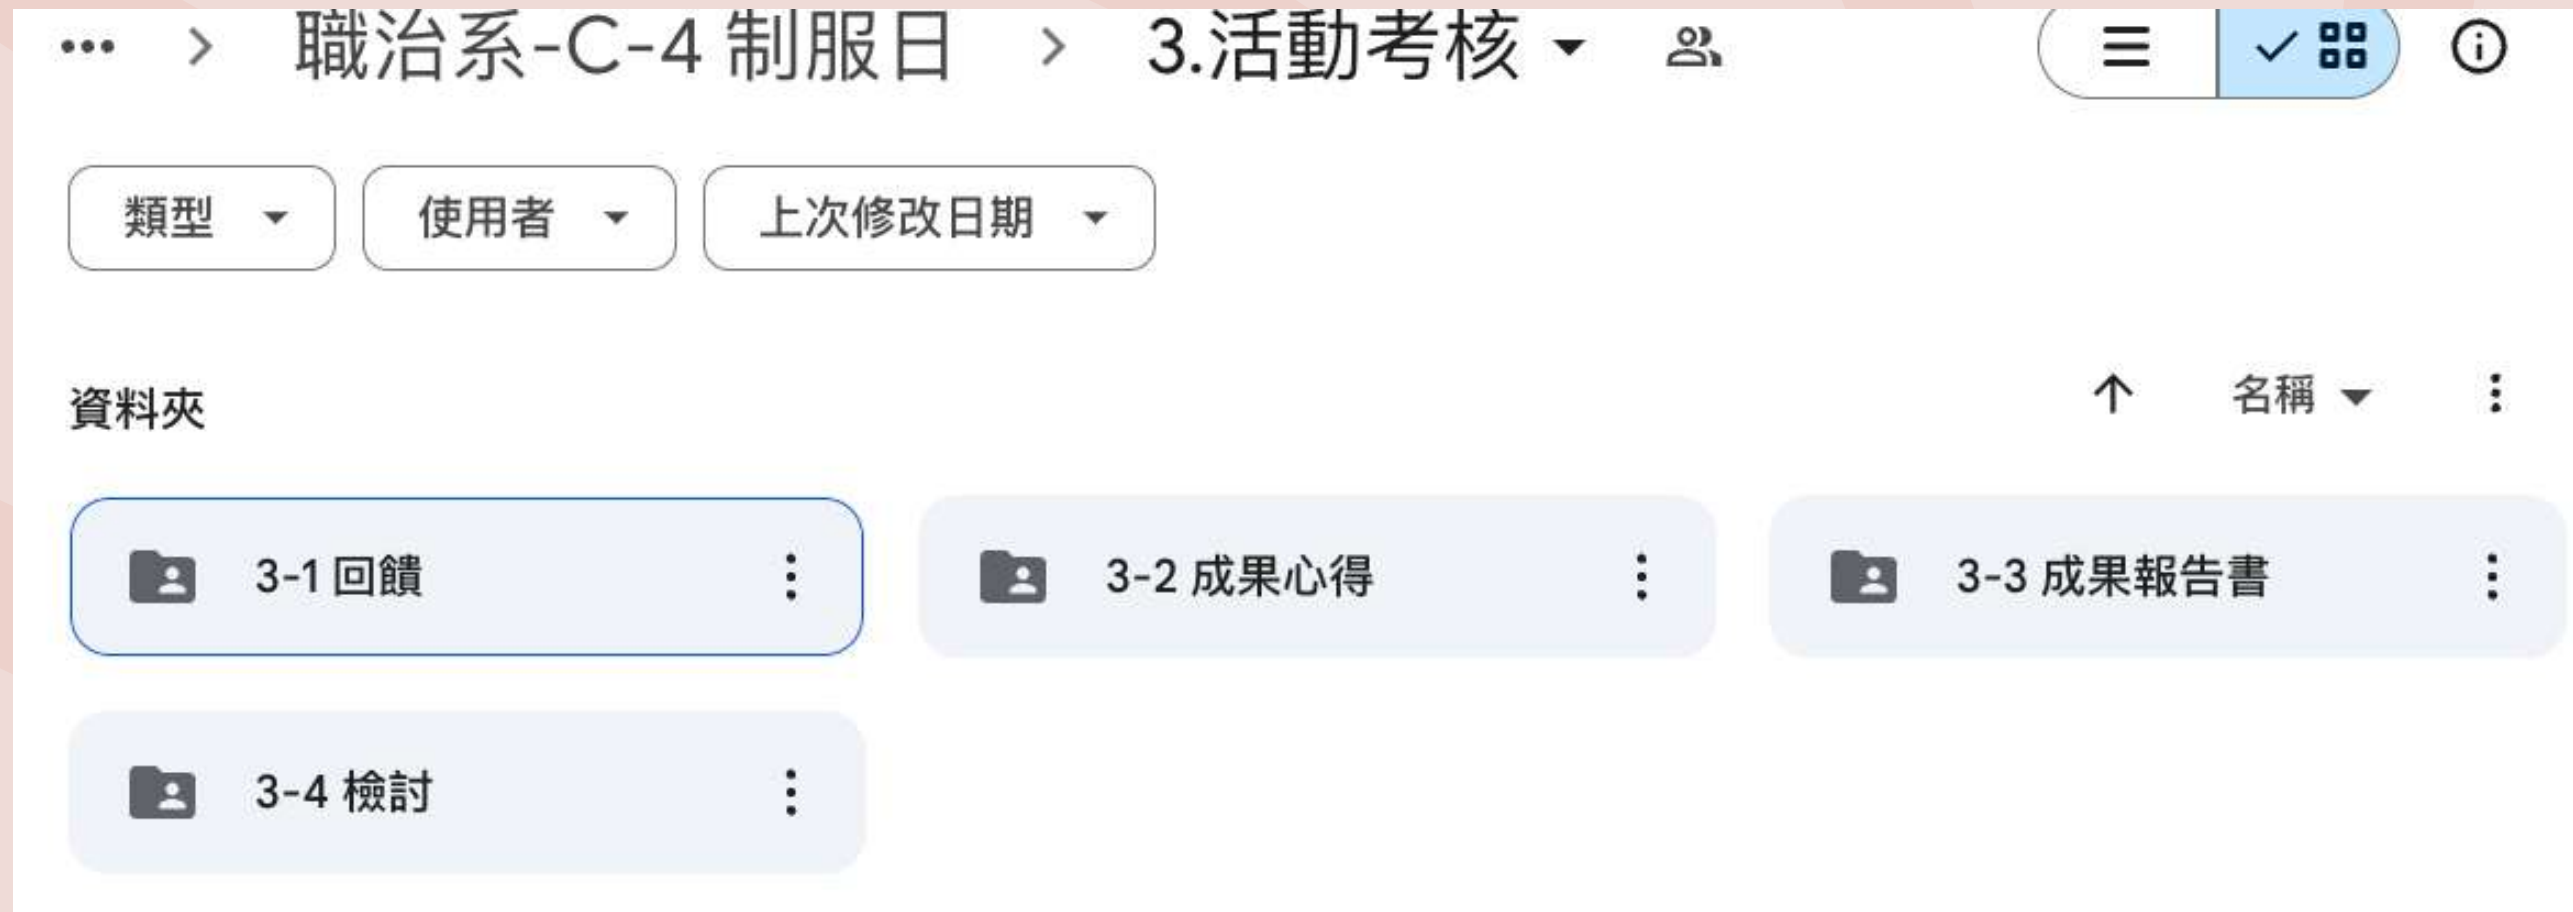 ... > 職治系-C-4 制服日 > 3.活動考核
類型 使用者 上次修改日期
資料夾 名稱
3-1 回饋 3-2 成果心得 3-3 成果報告書
3-4 檢討